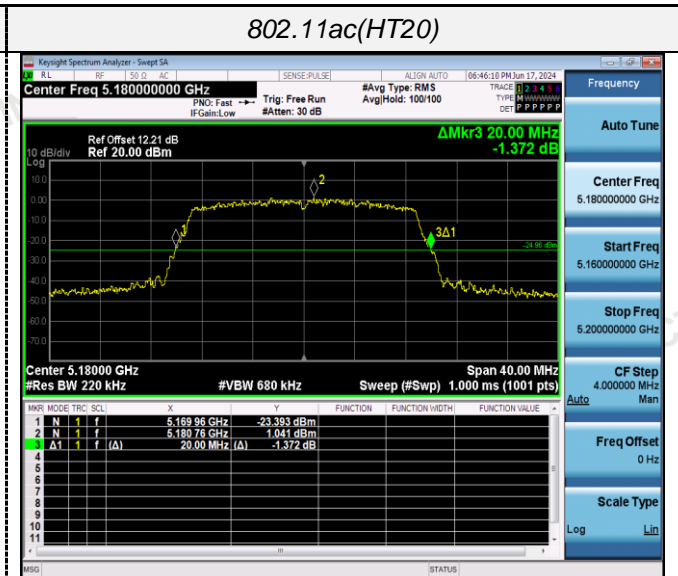 802.11ac(HT20)
Keysight Spectrum Analyzer - Swept SA
RL RF 50 Ω AC SENSE:PULSE ALIGN AUTO 06:46:10 PM Jun 17, 2024
Center Freq 5.180000000 GHz
PNO: Fast
IFGain:Low
Trig: Free Run
#Atten: 30 dB
#Avg Type: RMS
Avg|Hold: 100/100
TRACE 1 2 3 4 5 6
TYPE M WWWWW
DET P P P P P P
Ref Offset 12.21 dB
10 dB/div Ref 20.00 dBm
Log
ΔMkr3 20.00 MHz
-1.372 dB
10.0
0.00
-10.0
-20.0
-30.0
-40.0
-50.0
-60.0
-70.0
1
2
3Δ1
-24.96 dBm
Center 5.18000 GHz Span 40.00 MHz
#Res BW 220 kHz #VBW 680 kHz Sweep (#Swp) 1.000 ms (1001 pts)
MKR MODE TRC SCL X Y FUNCTION FUNCTION WIDTH FUNCTION VALUE
1 N 1 f 5.169 96 GHz -23.393 dBm
2 N 1 f 5.180 76 GHz 1.041 dBm
3 Δ1 1 f (Δ) 20.00 MHz (Δ) -1.372 dB
4
5
6
7
8
9
10
11
MSG STATUS
Frequency
Auto Tune
Center Freq
5.180000000 GHz
Start Freq
5.160000000 GHz
Stop Freq
5.200000000 GHz
CF Step
4.000000 MHz
Auto Man
Freq Offset
0 Hz
Scale Type
Log Lin